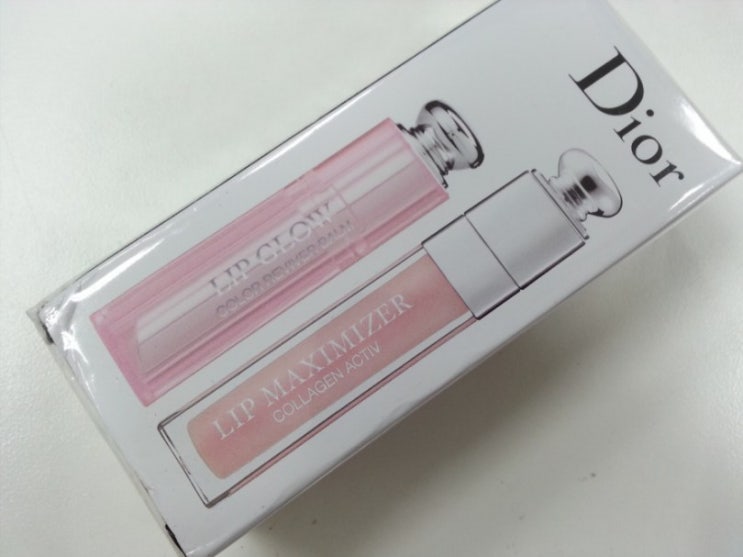 Dior
LIP GLOW
COLOR REVIVER BALM
LIP MAXIMIZER
COLLAGEN ACTIV